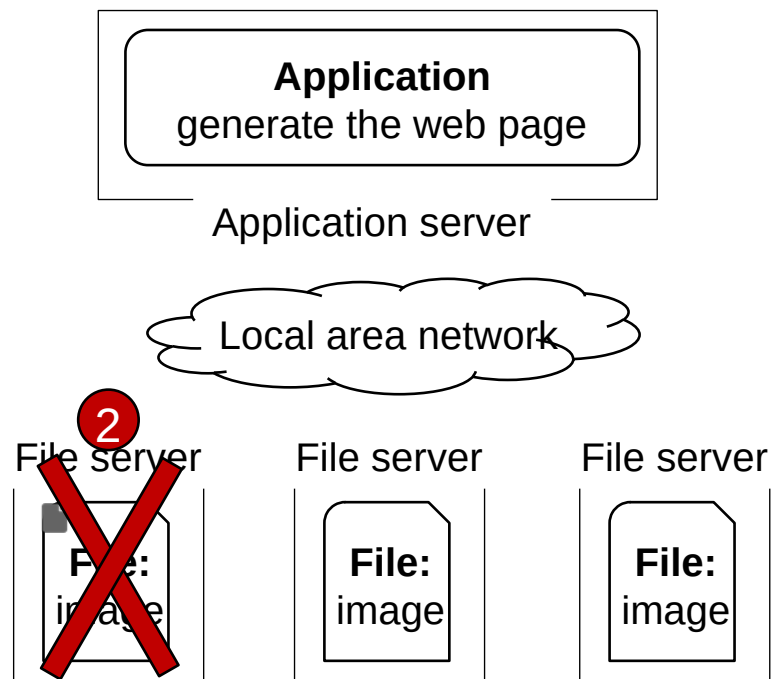 Application
generate the web page
Application server
Local area network
2
File server
File server
File server
File:
image
File:
image
File:
image